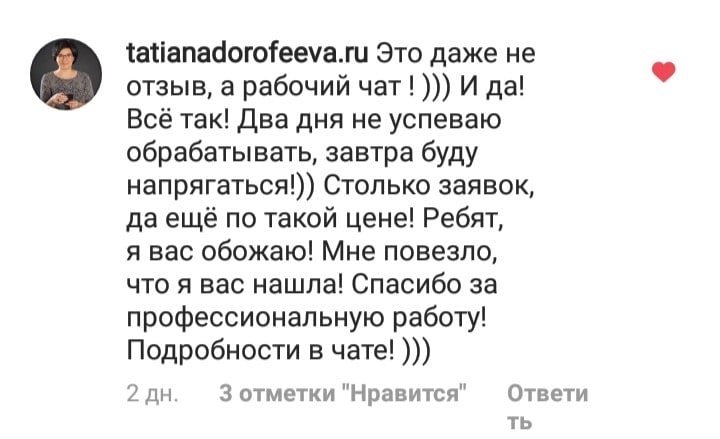 tatianadorofeeva.ru Это даже не
отзыв, а рабочий чат ! ))) И да!
Всё так! Два дня не успеваю
обрабатывать, завтра буду
напрягаться!)) Столько заявок,
да ещё по такой цене! Ребят,
я вас обожаю! Мне повезло,
что я вас нашла! Спасибо за
профессиональную работу!
Подробности в чате! )))
2 дн. 3 отметки "Нравится" Ответи
ть